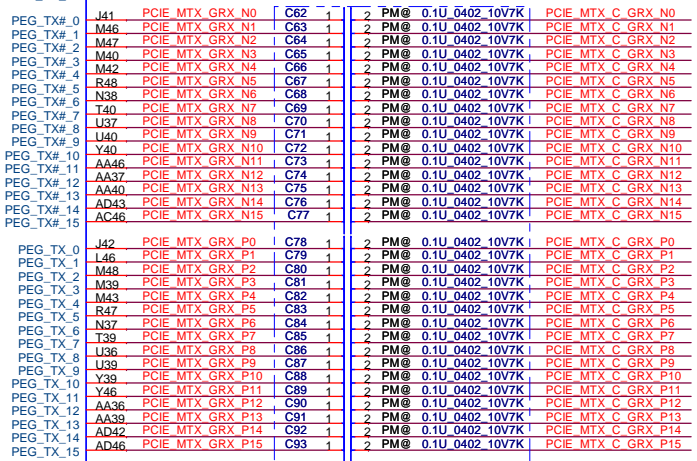 PEG_TX#_0 J41 PCIE_MTX_GRX_N0 C62 1 2 PM@ 0.1U_0402_10V7K PCIE_MTX_C_GRX_N0
PEG_TX#_1 M46 PCIE_MTX_GRX_N1 C63 1 2 PM@ 0.1U_0402_10V7K PCIE_MTX_C_GRX_N1
PEG_TX#_2 M47 PCIE_MTX_GRX_N2 C64 1 2 PM@ 0.1U_0402_10V7K PCIE_MTX_C_GRX_N2
PEG_TX#_3 M40 PCIE_MTX_GRX_N3 C65 1 2 PM@ 0.1U_0402_10V7K PCIE_MTX_C_GRX_N3
PEG_TX#_4 M42 PCIE_MTX_GRX_N4 C66 1 2 PM@ 0.1U_0402_10V7K PCIE_MTX_C_GRX_N4
PEG_TX#_5 R48 PCIE_MTX_GRX_N5 C67 1 2 PM@ 0.1U_0402_10V7K PCIE_MTX_C_GRX_N5
PEG_TX#_6 N38 PCIE_MTX_GRX_N6 C68 1 2 PM@ 0.1U_0402_10V7K PCIE_MTX_C_GRX_N6
PEG_TX#_7 T40 PCIE_MTX_GRX_N7 C69 1 2 PM@ 0.1U_0402_10V7K PCIE_MTX_C_GRX_N7
PEG_TX#_8 U37 PCIE_MTX_GRX_N8 C70 1 2 PM@ 0.1U_0402_10V7K PCIE_MTX_C_GRX_N8
PEG_TX#_9 U40 PCIE_MTX_GRX_N9 C71 1 2 PM@ 0.1U_0402_10V7K PCIE_MTX_C_GRX_N9
PEG_TX#_10 Y40 PCIE_MTX_GRX_N10 C72 1 2 PM@ 0.1U_0402_10V7K PCIE_MTX_C_GRX_N10
PEG_TX#_11 AA46 PCIE_MTX_GRX_N11 C73 1 2 PM@ 0.1U_0402_10V7K PCIE_MTX_C_GRX_N11
PEG_TX#_12 AA37 PCIE_MTX_GRX_N12 C74 1 2 PM@ 0.1U_0402_10V7K PCIE_MTX_C_GRX_N12
PEG_TX#_13 AA40 PCIE_MTX_GRX_N13 C75 1 2 PM@ 0.1U_0402_10V7K PCIE_MTX_C_GRX_N13
PEG_TX#_14 AD43 PCIE_MTX_GRX_N14 C76 1 2 PM@ 0.1U_0402_10V7K PCIE_MTX_C_GRX_N14
PEG_TX#_15 AC46 PCIE_MTX_GRX_N15 C77 1 2 PM@ 0.1U_0402_10V7K PCIE_MTX_C_GRX_N15
PEG_TX_0 J42 PCIE_MTX_GRX_P0 C78 1 2 PM@ 0.1U_0402_10V7K PCIE_MTX_C_GRX_P0
PEG_TX_1 L46 PCIE_MTX_GRX_P1 C79 1 2 PM@ 0.1U_0402_10V7K PCIE_MTX_C_GRX_P1
PEG_TX_2 M48 PCIE_MTX_GRX_P2 C80 1 2 PM@ 0.1U_0402_10V7K PCIE_MTX_C_GRX_P2
PEG_TX_3 M39 PCIE_MTX_GRX_P3 C81 1 2 PM@ 0.1U_0402_10V7K PCIE_MTX_C_GRX_P3
PEG_TX_4 M43 PCIE_MTX_GRX_P4 C82 1 2 PM@ 0.1U_0402_10V7K PCIE_MTX_C_GRX_P4
PEG_TX_5 R47 PCIE_MTX_GRX_P5 C83 1 2 PM@ 0.1U_0402_10V7K PCIE_MTX_C_GRX_P5
PEG_TX_6 N37 PCIE_MTX_GRX_P6 C84 1 2 PM@ 0.1U_0402_10V7K PCIE_MTX_C_GRX_P6
PEG_TX_7 T39 PCIE_MTX_GRX_P7 C85 1 2 PM@ 0.1U_0402_10V7K PCIE_MTX_C_GRX_P7
PEG_TX_8 U36 PCIE_MTX_GRX_P8 C86 1 2 PM@ 0.1U_0402_10V7K PCIE_MTX_C_GRX_P8
PEG_TX_9 U39 PCIE_MTX_GRX_P9 C87 1 2 PM@ 0.1U_0402_10V7K PCIE_MTX_C_GRX_P9
PEG_TX_10 Y39 PCIE_MTX_GRX_P10 C88 1 2 PM@ 0.1U_0402_10V7K PCIE_MTX_C_GRX_P10
PEG_TX_11 Y46 PCIE_MTX_GRX_P11 C89 1 2 PM@ 0.1U_0402_10V7K PCIE_MTX_C_GRX_P11
PEG_TX_12 AA36 PCIE_MTX_GRX_P12 C90 1 2 PM@ 0.1U_0402_10V7K PCIE_MTX_C_GRX_P12
PEG_TX_13 AA39 PCIE_MTX_GRX_P13 C91 1 2 PM@ 0.1U_0402_10V7K PCIE_MTX_C_GRX_P13
PEG_TX_14 AD42 PCIE_MTX_GRX_P14 C92 1 2 PM@ 0.1U_0402_10V7K PCIE_MTX_C_GRX_P14
PEG_TX_15 AD46 PCIE_MTX_GRX_P15 C93 1 2 PM@ 0.1U_0402_10V7K PCIE_MTX_C_GRX_P15